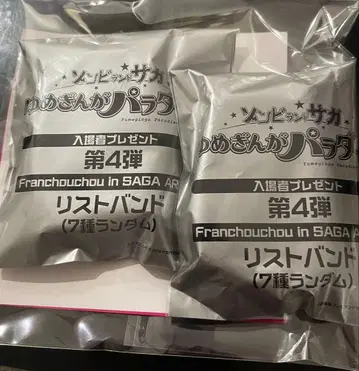 ゾンビランドサガ
ゆめぎんがパラダ
Yumeginga Paradise
入場者プレゼント
第4弾
Franchouchou in SAGA AR
リストバンド
(7種ランダム)
ゾンビランドサガ
ゆめぎんがパラダ
Yumeginga Paradise
入場者プレゼント
第4弾
Franchouchou in SAGA A
リストバンド
(7種ランダム)